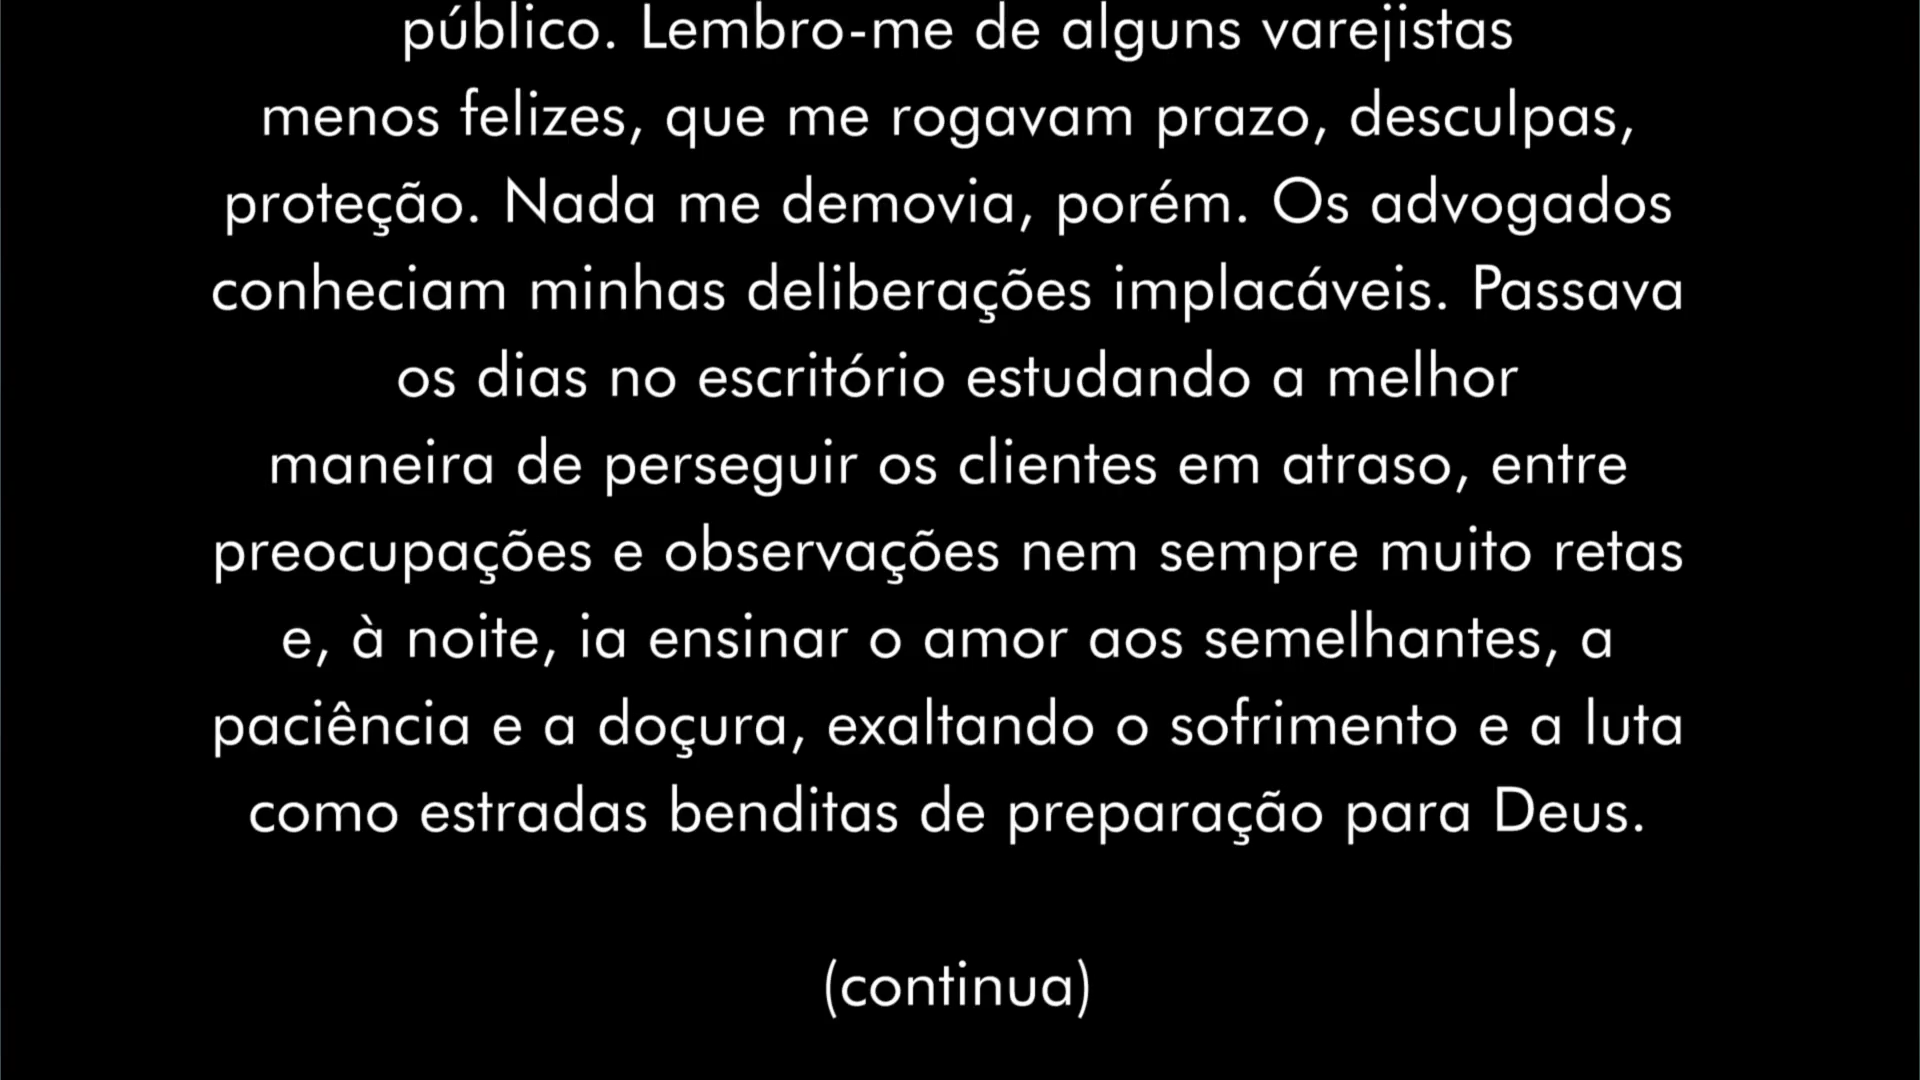 público. Lembro-me de alguns varejistas
menos felizes, que me rogavam prazo, desculpas,
proteção. Nada me demovia, porém. Os advogados
conheciam minhas deliberações implacáveis. Passava
os dias no escritório estudando a melhor
maneira de perseguir os clientes em atraso, entre
preocupações e observações nem sempre muito retas
e, à noite, ia ensinar o amor aos semelhantes, a
paciência e a doçura, exaltando o sofrimento e a luta
como estradas benditas de preparação para Deus.
(continua)